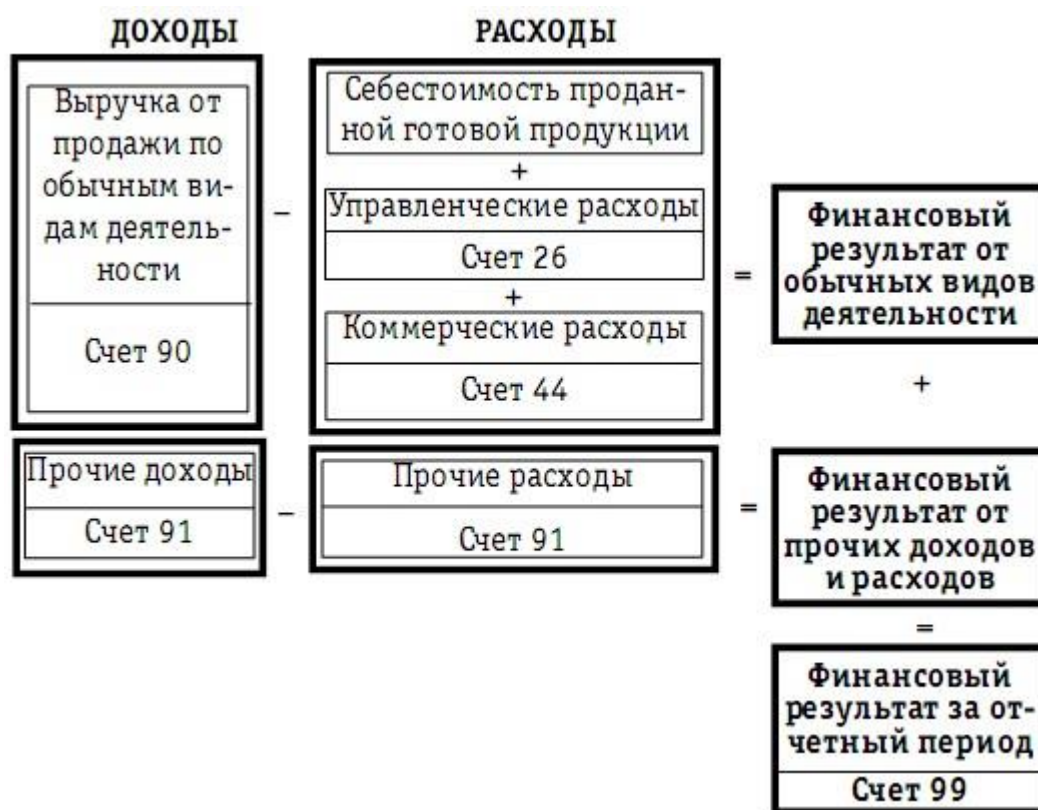 ДОХОДЫ
РАСХОДЫ
Выручка от
продажи по
обычным ви-
дам деятель-
ности
Счет 90
–
Себестоимость продан-
ной готовой продукции
+
Управленческие расходы
Счет 26
+
Коммерческие расходы
Счет 44
=
Финансовый
результат от
обычных видов
деятельности
+
Прочие доходы
Счет 91
–
Прочие расходы
Счет 91
=
Финансовый
результат от
прочих доходов
и расходов
=
Финансовый
результат за от-
четный период
Счет 99